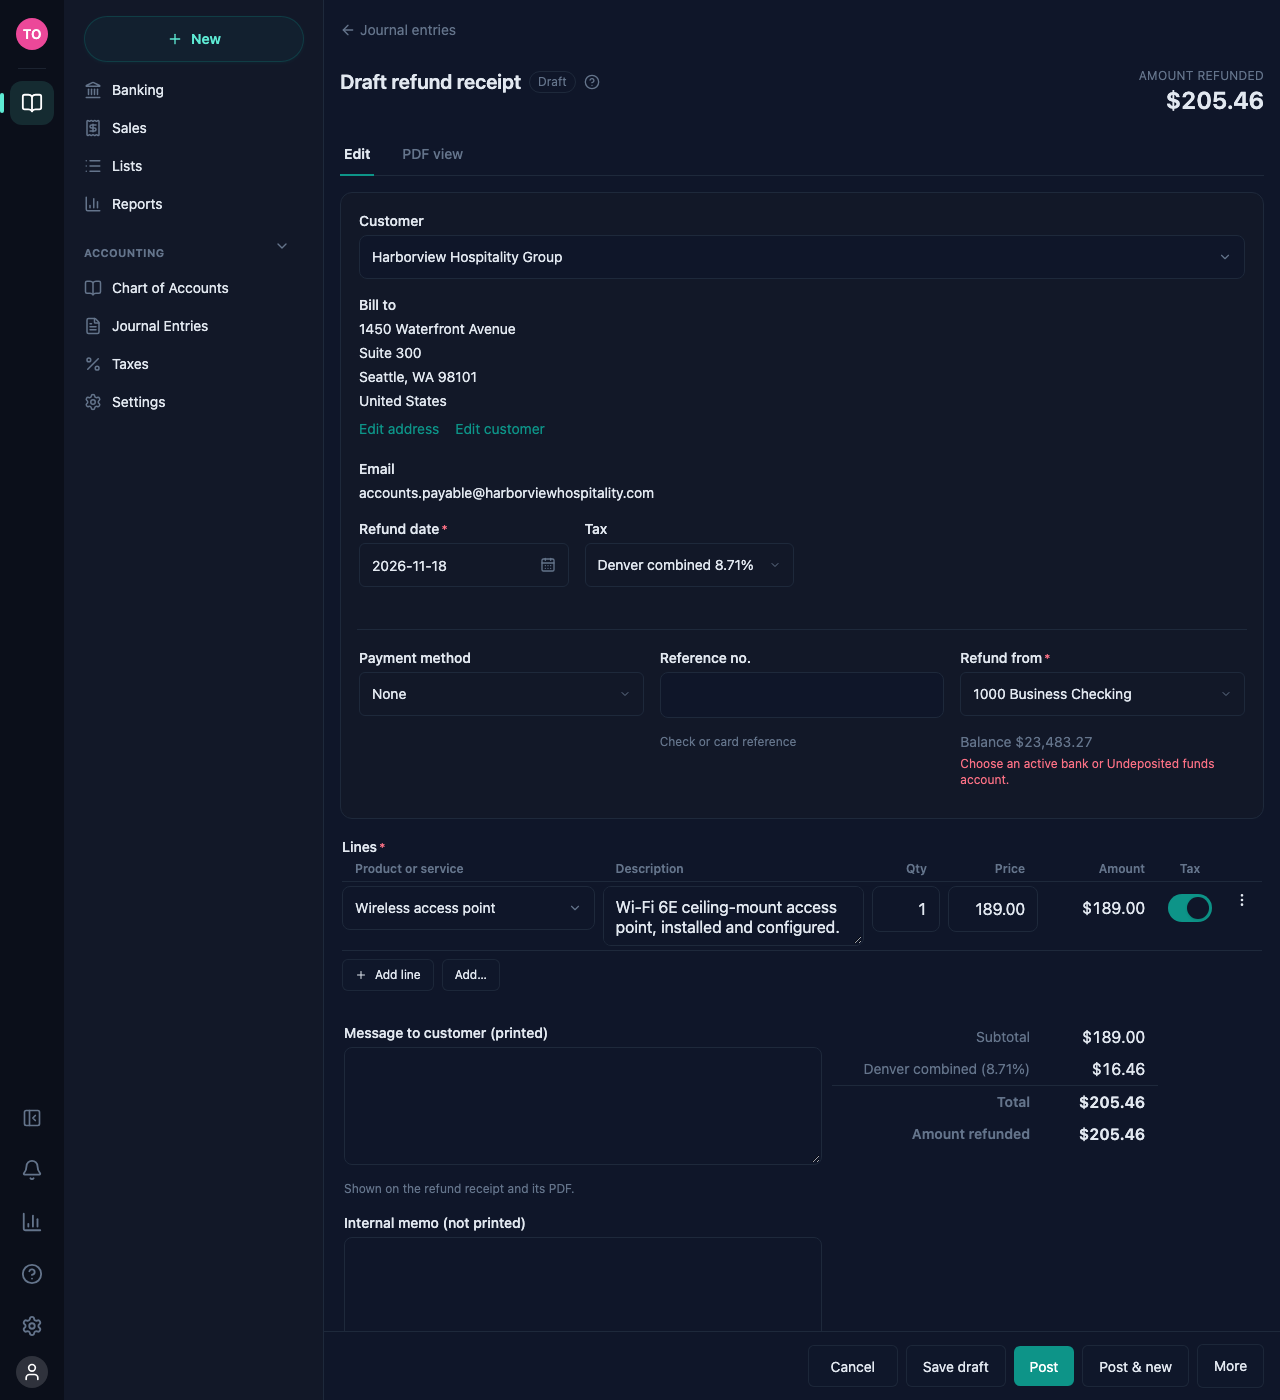 TO
New
Banking
Sales
Lists
Reports
ACCOUNTING
Chart of Accounts
Journal Entries
Taxes
Settings
Journal entries
Draft refund receipt
Draft
AMOUNT REFUNDED
$205.46
Edit
PDF view
Customer
Harborview Hospitality Group
Bill to
1450 Waterfront Avenue
Suite 300
Seattle, WA 98101
United States
Edit address
Edit customer
Email
accounts.payable@harborviewhospitality.com
Refund date*
2026-11-18
Tax
Denver combined 8.71%
Payment method
None
Reference no.
Check or card reference
Refund from*
1000 Business Checking
Balance $23,483.27
Choose an active bank or Undeposited funds
account.
Lines*
Product or service Description Qty Price Amount Tax
Wireless access point
Wi-Fi 6E ceiling-mount access
point, installed and configured.
1
189.00
$189.00
Add line
Add...
Message to customer (printed)
Shown on the refund receipt and its PDF.
Subtotal $189.00
Denver combined (8.71%) $16.46
Total $205.46
Amount refunded $205.46
Internal memo (not printed)
Cancel
Save draft
Post
Post & new
More